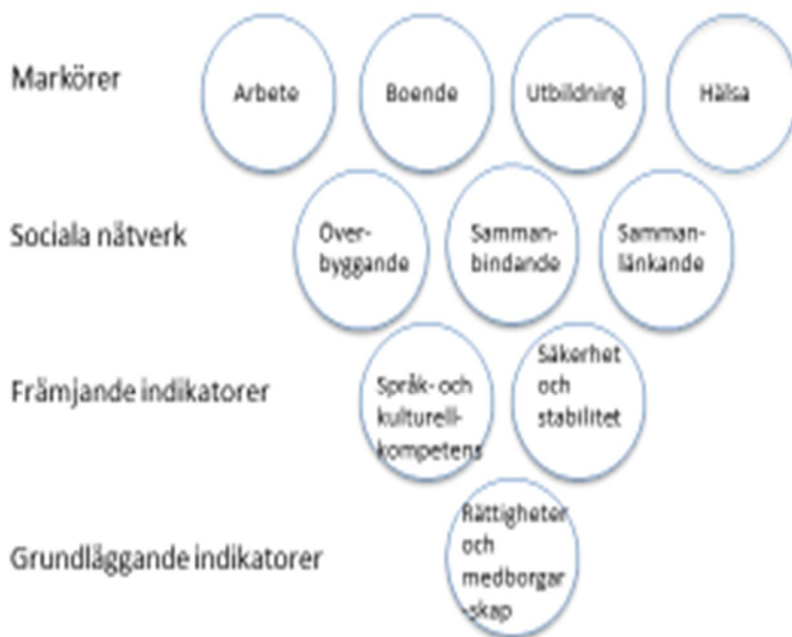 Markörer
Arbete
Boende
Utbildning
Hälsa
Sociala nätverk
Över-
byggande
Samman-
bindande
Samman-
länkande
Främjande indikatorer
Språk- och
kulturell-
kompetens
Säkerhet
och
stabilitet
Grundläggande indikatorer
Rättigheter
och
medborgar
-skap